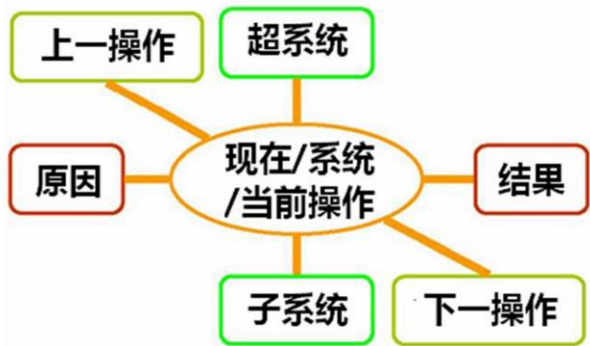 上一操作
超系统
原因
现在/系统
/当前操作
结果
子系统
下一操作